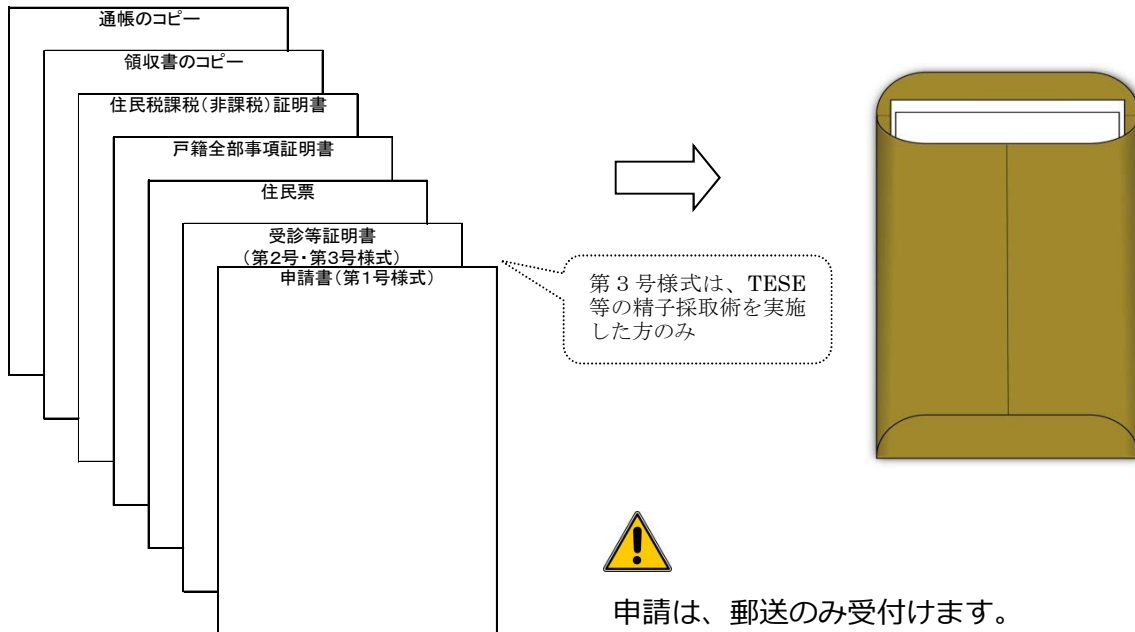 通帳のコピー
領収書のコピー
住民税課税(非課税)証明書
戸籍全部事項証明書
住民票
受診等証明書
(第2号・第3号様式)
申請書(第1号様式)
第3号様式は、TESE
等の精子採取術を実施
した方のみ
申請は、郵送のみ受付けます。